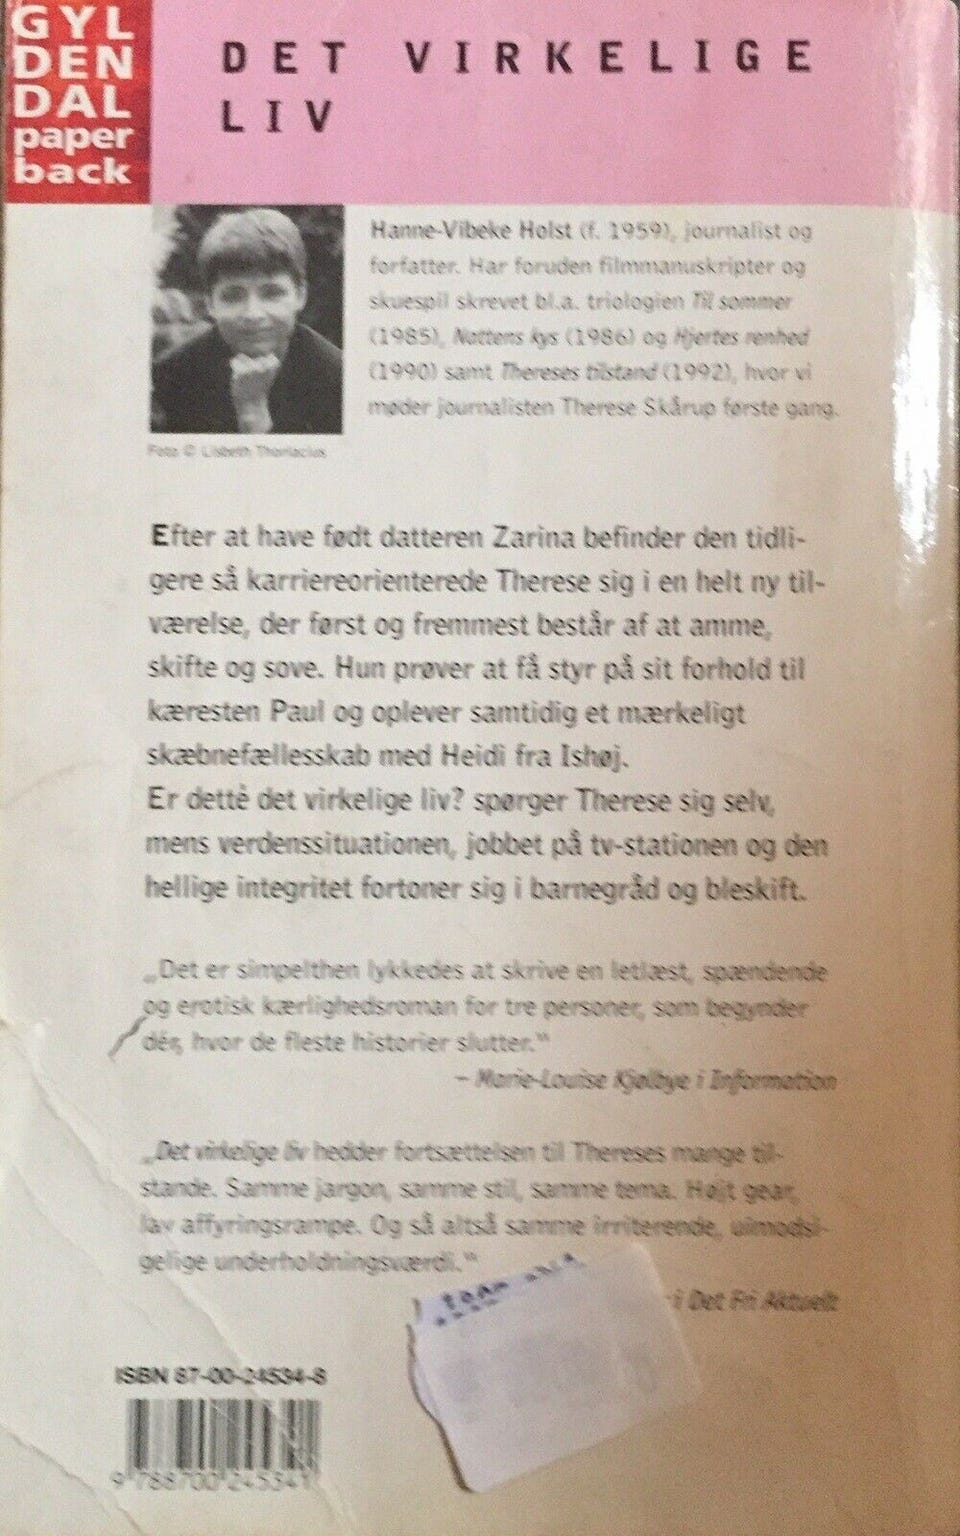 GYL
DEN
DAL
paper
back
DET VIRKELIGE
LIV
Hanne-Vibeke Holst (f. 1959), journalist og
forfatter. Har foruden filmmanuskripter og
skuespil skrevet bl.a. triologien Til sommer
(1985), Nattens kys (1986) og Hjertes renhed
(1990) samt Thereses tilstand (1992), hvor vi
møder journalisten Therese Skårup første gang.
Foto © Lisbeth Thorlacius
Efter at have født datteren Zarina befinder den tidli-
gere så karriereorienterede Therese sig i en helt ny til-
værelse, der først og fremmest består af at amme,
skifte og sove. Hun prøver at få styr på sit forhold til
kæresten Paul og oplever samtidig et mærkeligt
skæbnefællesskab med Heidi fra Ishøj.
Er dette det virkelige liv? spørger Therese sig selv,
mens verdenssituationen, jobbet på tv-stationen og den
hellige integritet fortoner sig i barnegråd og bleskift.
„Det er simpelthen lykkedes at skrive en letlæst, spændende
og erotisk kærlighedsroman for tre personer, som begynder
dér, hvor de fleste historier slutter.“
– Marie-Louise Kjølbye i Information
„Det virkelige liv hedder fortsættelsen til Thereses mange til-
stande. Samme jargon, samme stil, samme tema. Højt gear,
lav affyringsrampe. Og så altså samme irriterende, uimodsi-
gelige underholdningsværdi.“
i Det Fri Aktuelt
ISBN 87-00-24534-8
9 788700 245341